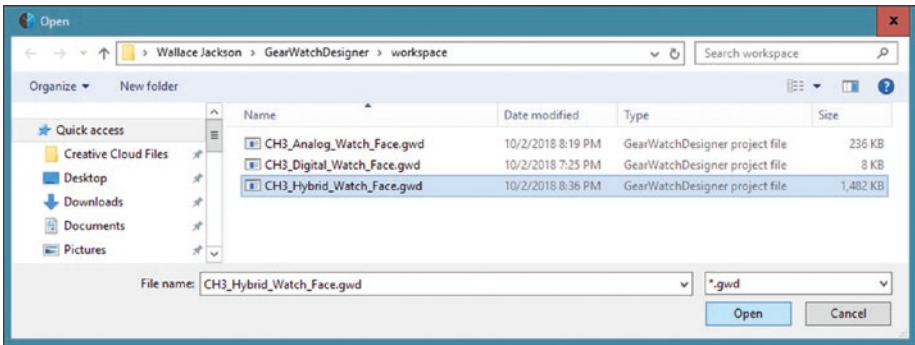 Open
Wallace Jackson > GearWatchDesigner > workspace
Search workspace
Organize New folder
Name Date modified Type Size
Quick access
Creative Cloud Files
Desktop
Downloads
Documents
Pictures
CH3_Analog_Watch_Face.gwd 10/2/2018 8:19 PM GearWatchDesigner project file 236 KB
CH3_Digital_Watch_Face.gwd 10/2/2018 7:25 PM GearWatchDesigner project file 8 KB
CH3_Hybrid_Watch_Face.gwd 10/2/2018 8:36 PM GearWatchDesigner project file 1,482 KB
File name: CH3_Hybrid_Watch_Face.gwd *.gwd
Open Cancel